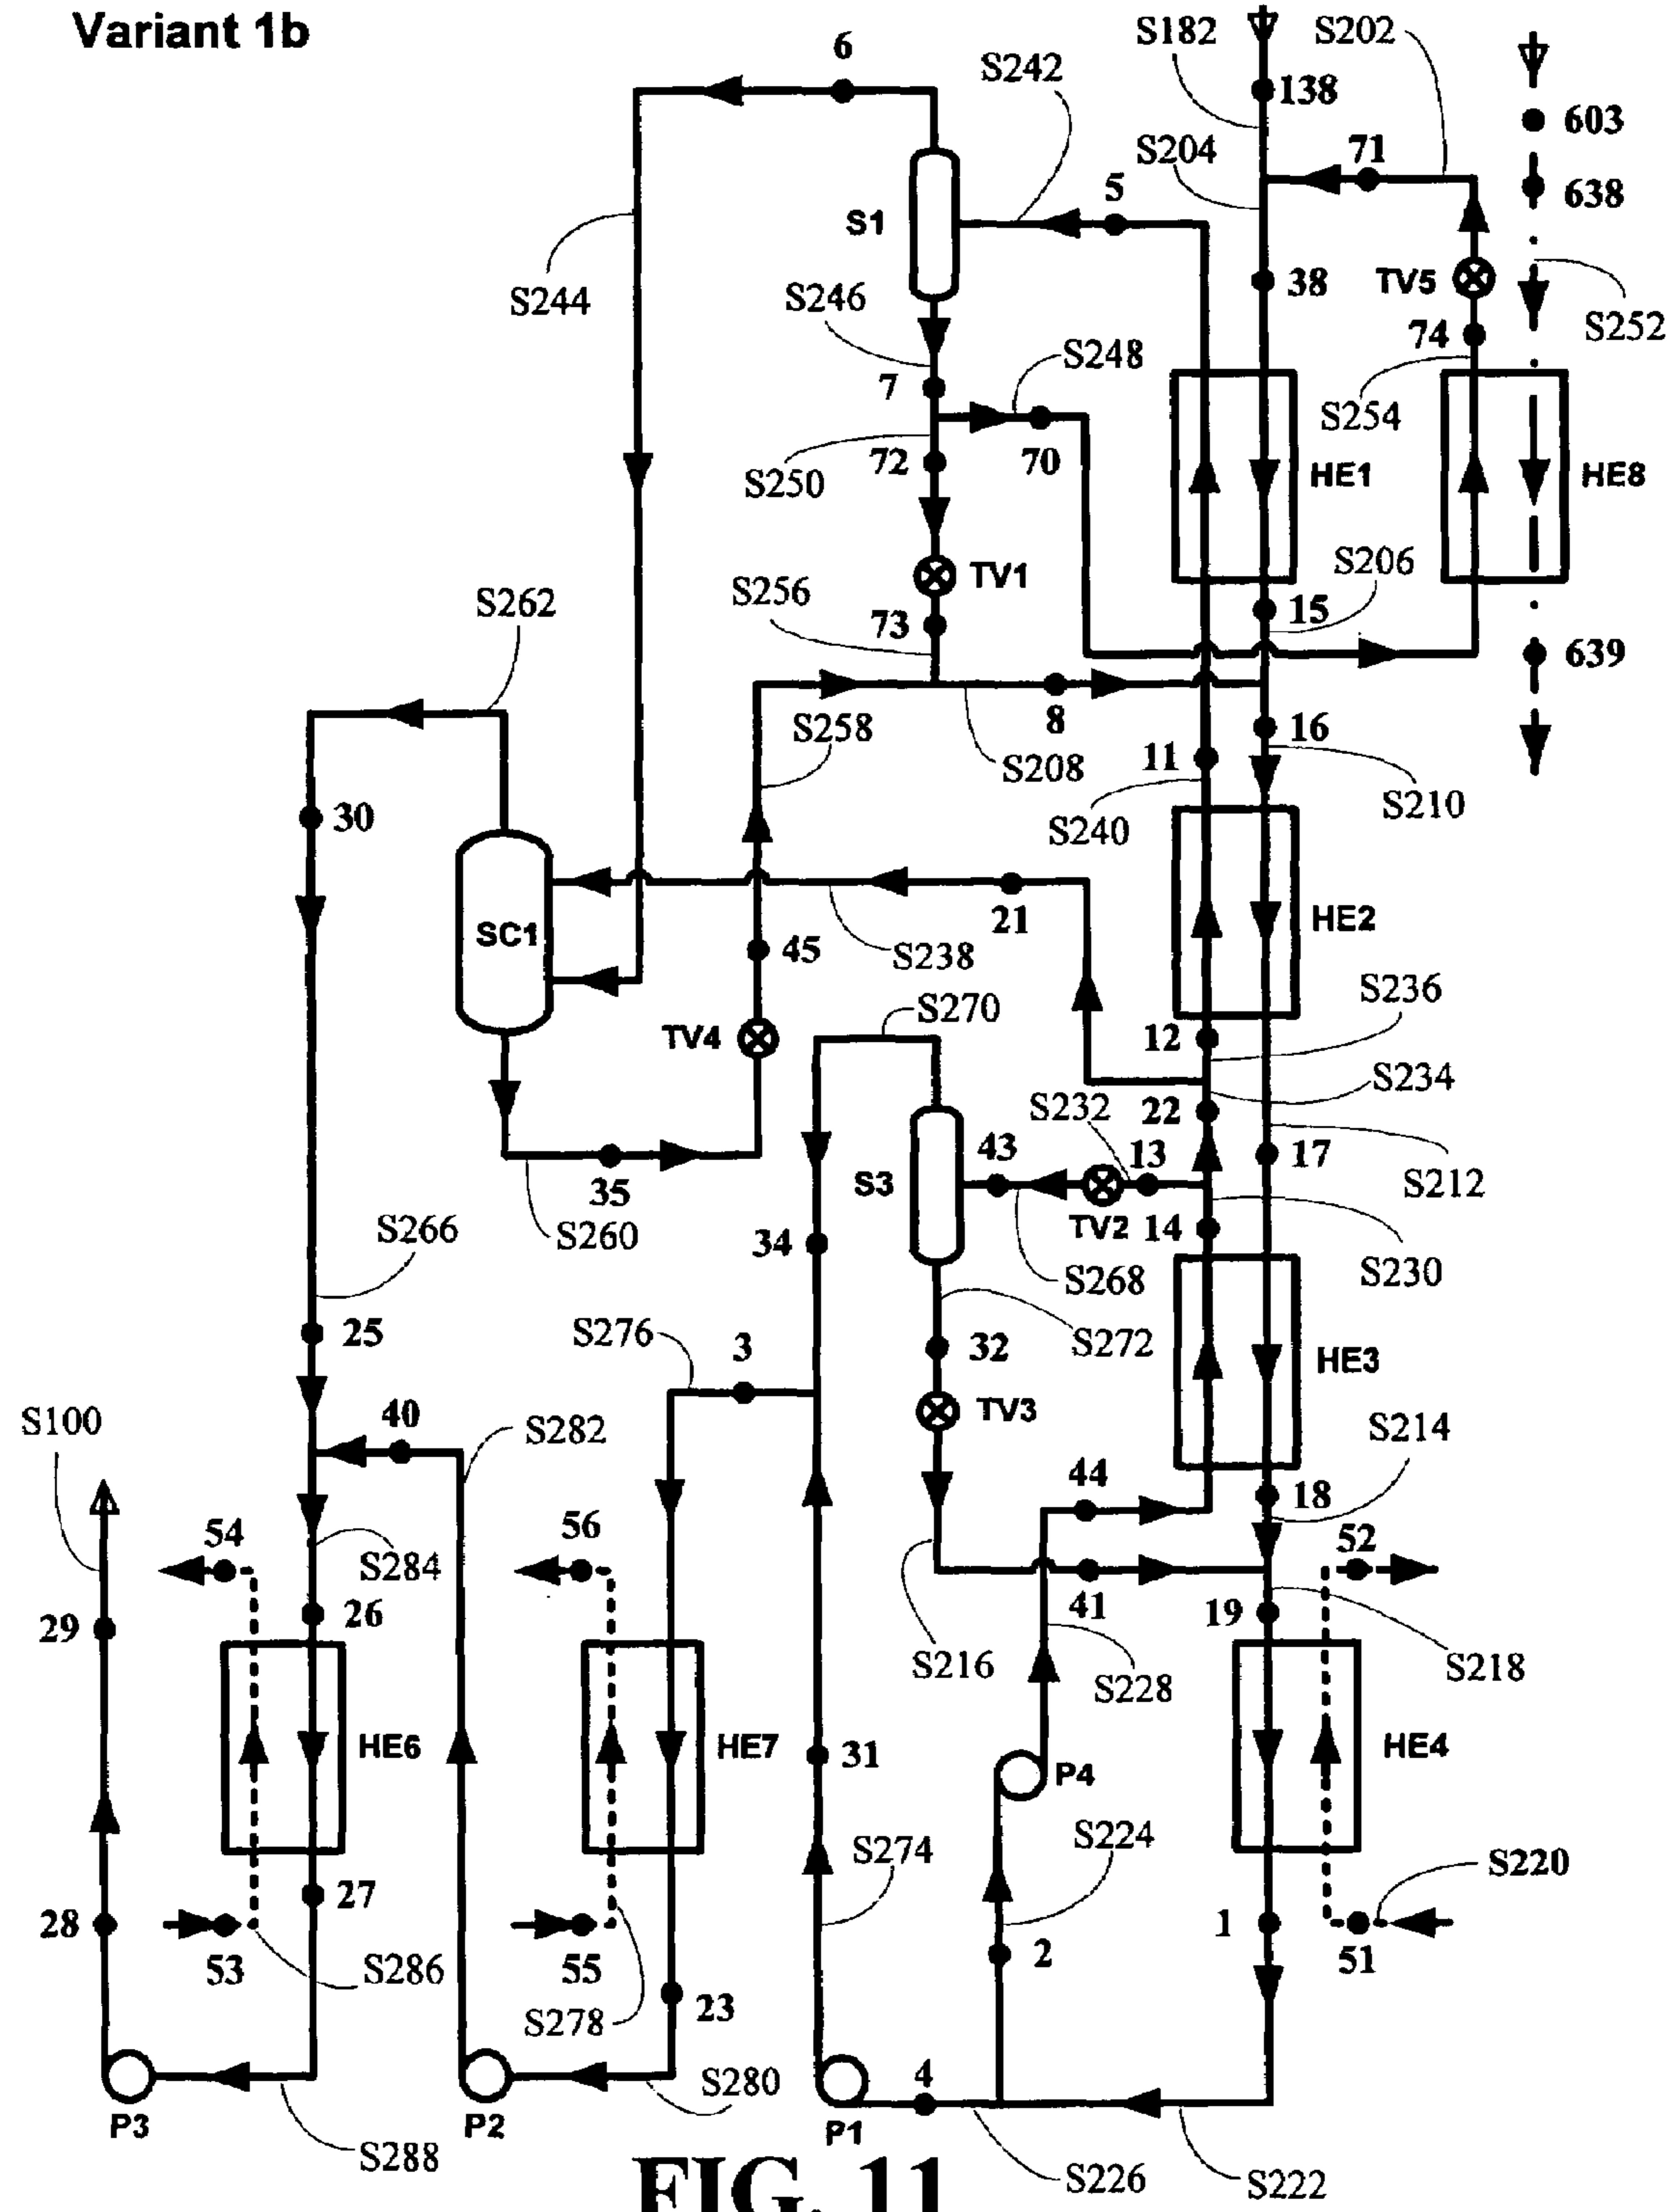 Variant 1b
6
S182
S202
S242
138
603
S204
71
638
5
S1
38
TV5
S244
S246
S252
74
S248
7
S254
72
70
HE1
HE8
S250
TV1
S206
S256
S262
15
73
639
8
16
S258
11
S208
S210
30
S240
21
HE2
SC1
45
S238
S236
S270
TV4
12
S234
S232
22
43
13
17
S3
35
S212
TV2
14
S266
S260
34
S230
S268
25
S276
3
32
S272
HE3
TV3
S100
40
S282
S214
44
18
54
56
52
S284
26
41
19
29
S216
S218
S228
HE6
HE7
31
P4
HE4
S274
S224
S220
27
28
1
2
53
S286
55
51
23
S278
4
S280
P3
P2
P1
S288
S226
S222
FIG. 11